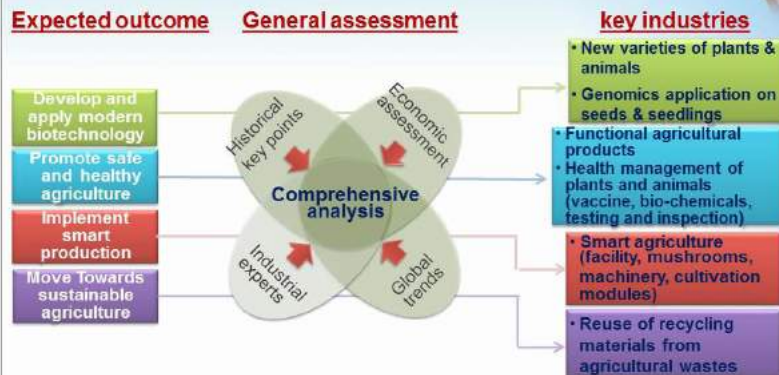 Expected outcome
General assessment
key industries
Develop and
apply modern
biotechnology
Promote safe
and healthy
agriculture
Implement
smart
production
Move Towards
sustainable
agriculture
Historical
key points
Economic
assessment
Comprehensive
analysis
Industrial
experts
Global
trends
• New varieties of plants &
animals
• Genomics application on
seeds & seedlings
• Functional agricultural
products
• Health management of
plants and animals
(vaccine, bio-chemicals,
testing and inspection)
• Smart agriculture
(facility, mushrooms,
machinery, cultivation
modules)
• Reuse of recycling
materials from
agricultural wastes